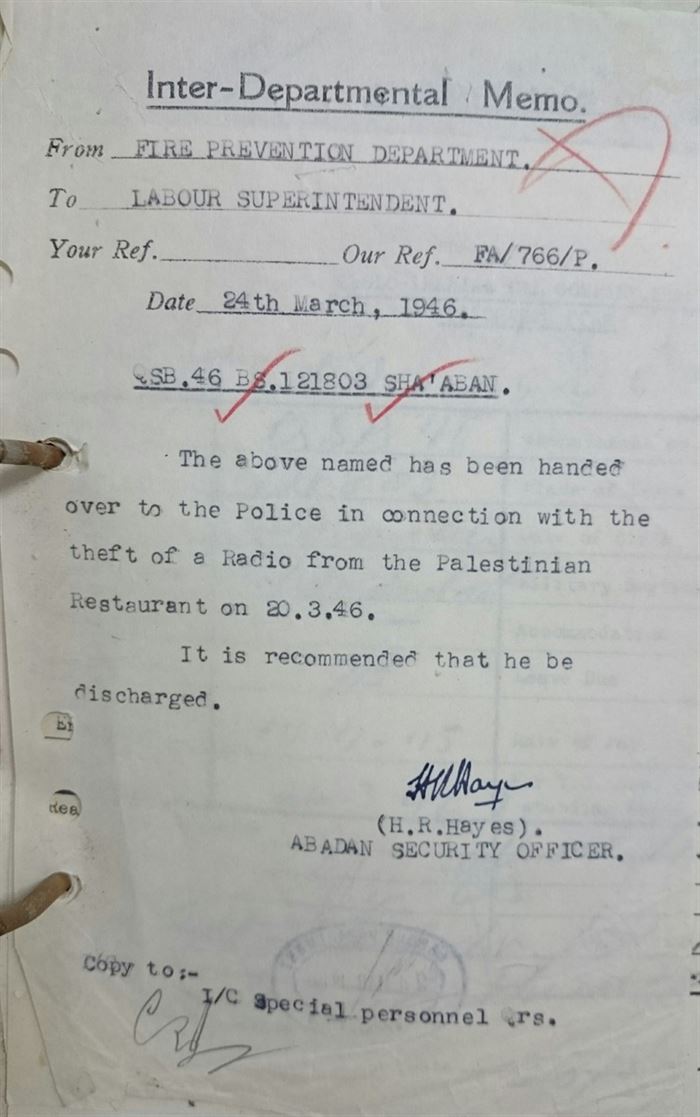 Inter-Departmental Memo.
From FIRE PREVENTION DEPARTMENT.
To LABOUR SUPERINTENDENT.
Your Ref. Our Ref. FA/766/P.
Date 24th March, 1946.
QSB.46 BS.121803 SHA'ABAN.
The above named has been handed
over to the Police in connection with the
theft of a Radio from the Palestinian
Restaurant on 20.3.46.
It is recommended that he be
discharged.
(H.R.Hayes).
ABADAN SECURITY OFFICER.
Copy to:-
I/C Special personnel Qrs.